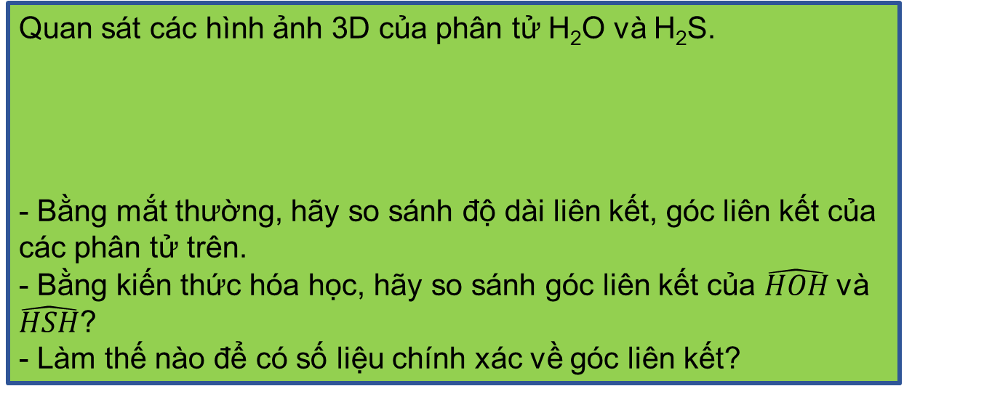 Quan sát các hình ảnh 3D của phân tử H₂O và H₂S.
- Bằng mắt thường, hãy so sánh độ dài liên kết, góc liên kết của
các phân tử trên.
- Bằng kiến thức hóa học, hãy so sánh góc liên kết của \widehat{HOH} và
\widehat{HSH}?
- Làm thế nào để có số liệu chính xác về góc liên kết?